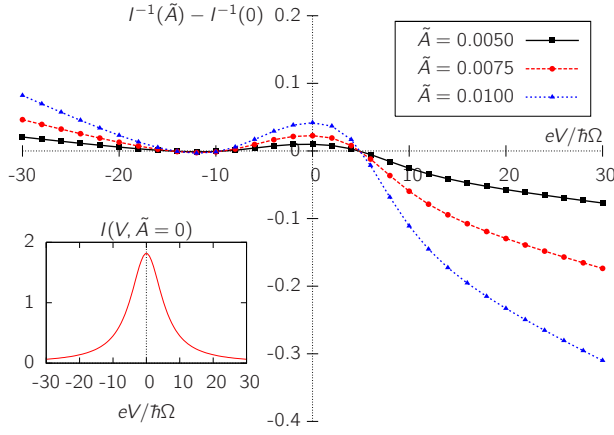 I⁻¹(Ã) − I⁻¹(0)
0.2
0.1
-0.1
-0.2
-0.3
-0.4
Ã = 0.0050
Ã = 0.0075
Ã = 0.0100
eV/ℏΩ
-30 -20 -10 0 10 20 30
I(V, Ã = 0)
2
1
0
-30 -20 -10 0 10 20 30
eV/ℏΩ